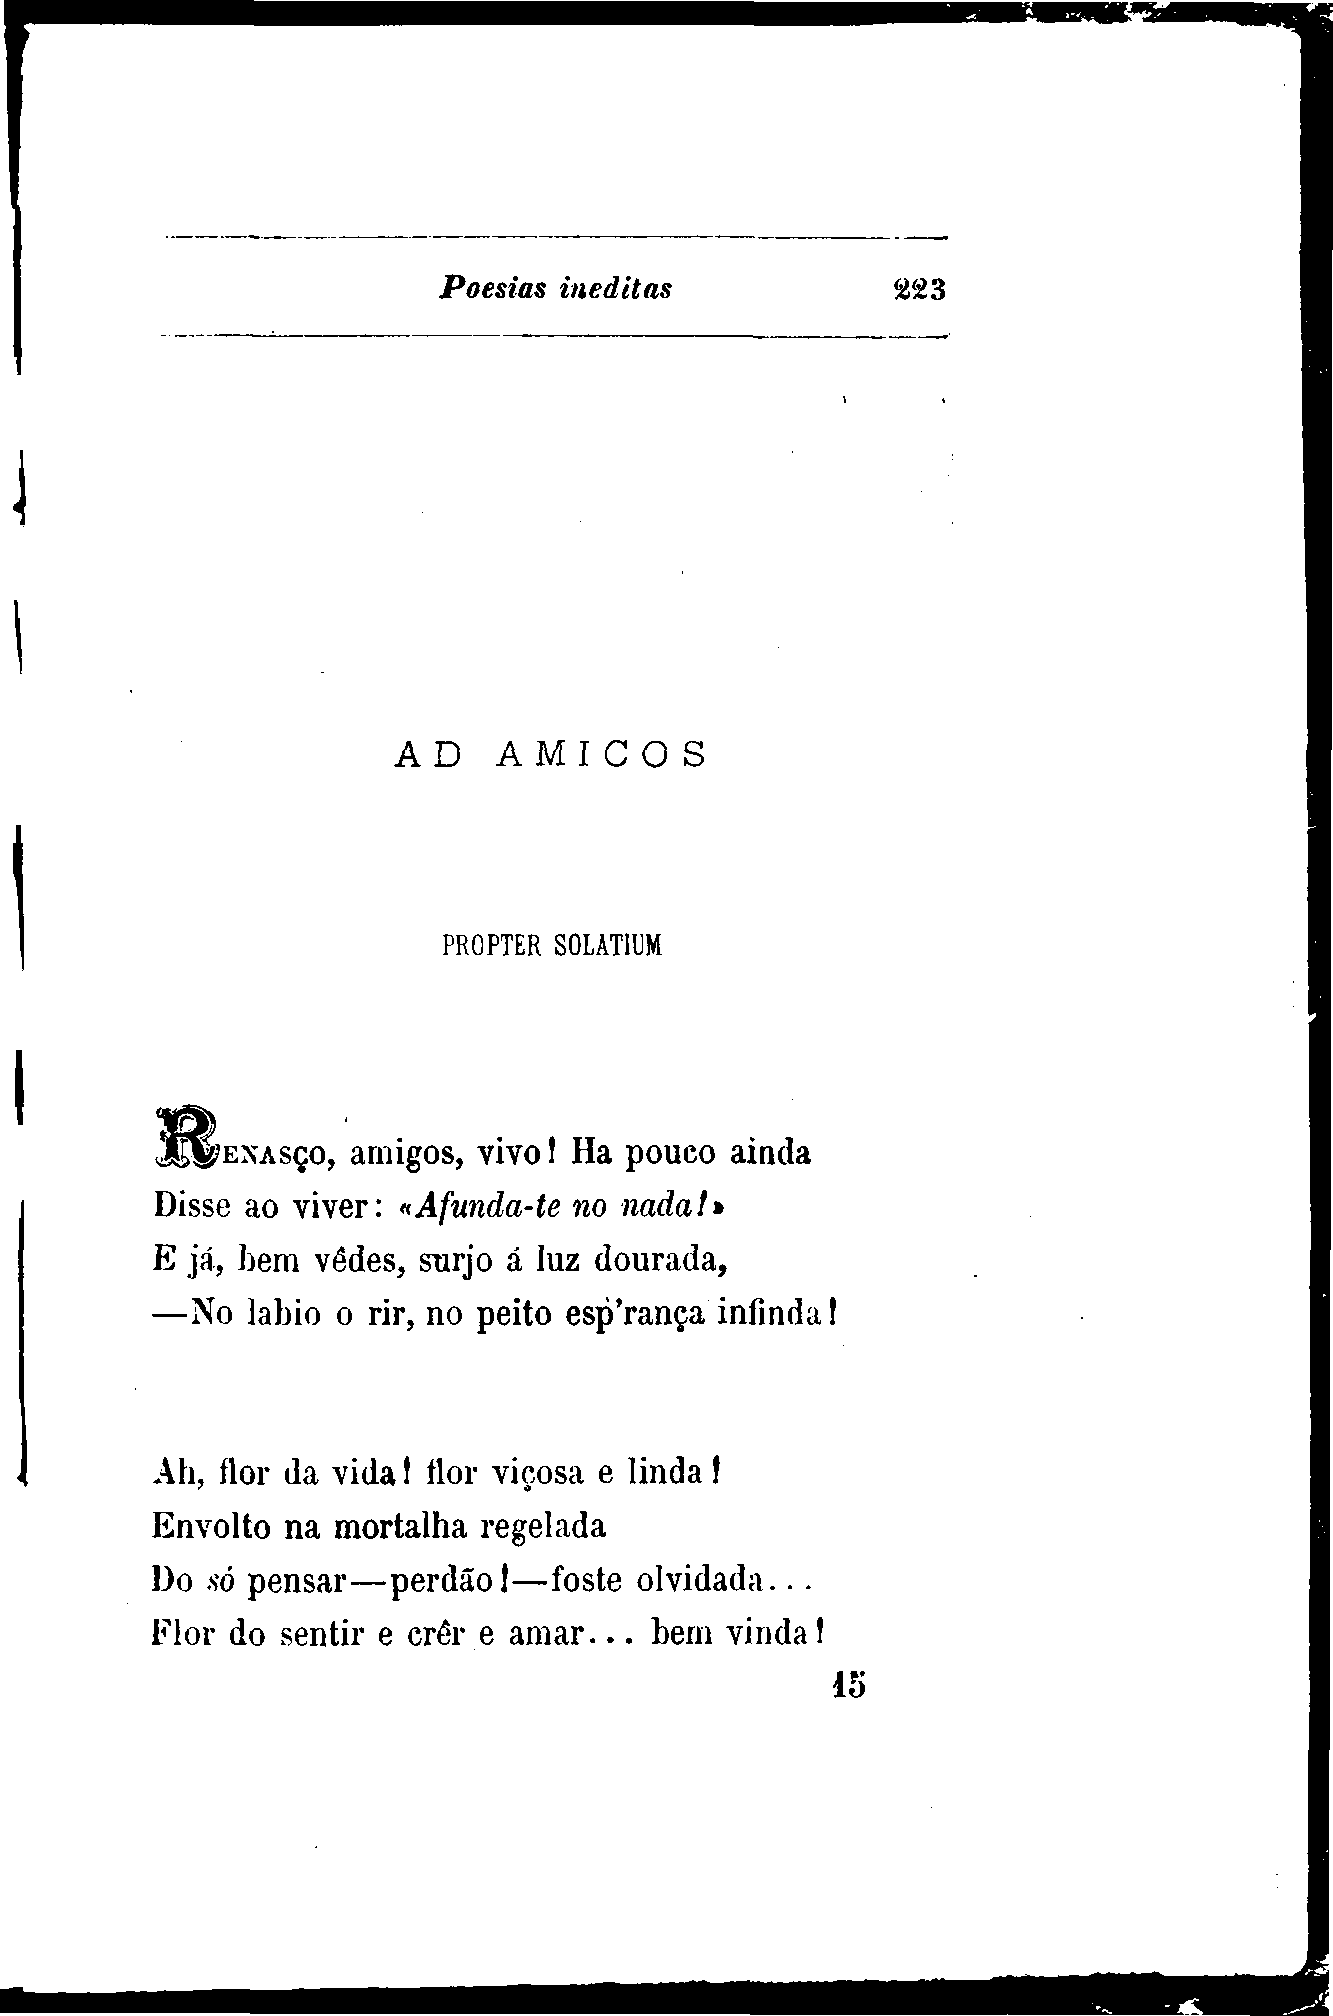 Poesias ineditas 223
AD AMICOS
PROPTER SOLATIUM
RENASÇO, amigos, vivo! Ha pouco ainda
Disse ao viver: «Afunda-te no nada!»
E já, bem vêdes, surjo á luz dourada,
—No labio o rir, no peito esp'rança infinda!
Ah, flor da vida! flor viçosa e linda!
Envolto na mortalha regelada
Do só pensar—perdão!—foste olvidada...
Flor do sentir e crêr e amar... bem vinda!
15